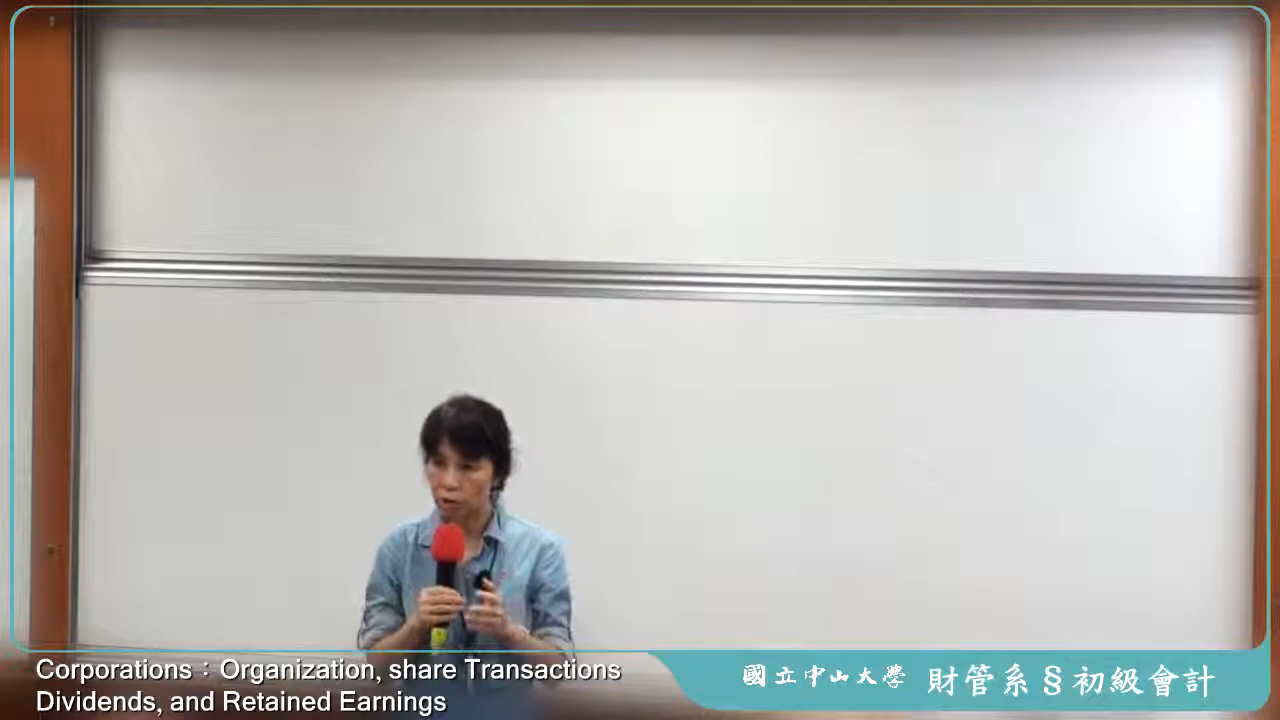 Corporations：Organization, share Transactions
Dividends, and Retained Earnings
國立中山大學 財管系§初級會計